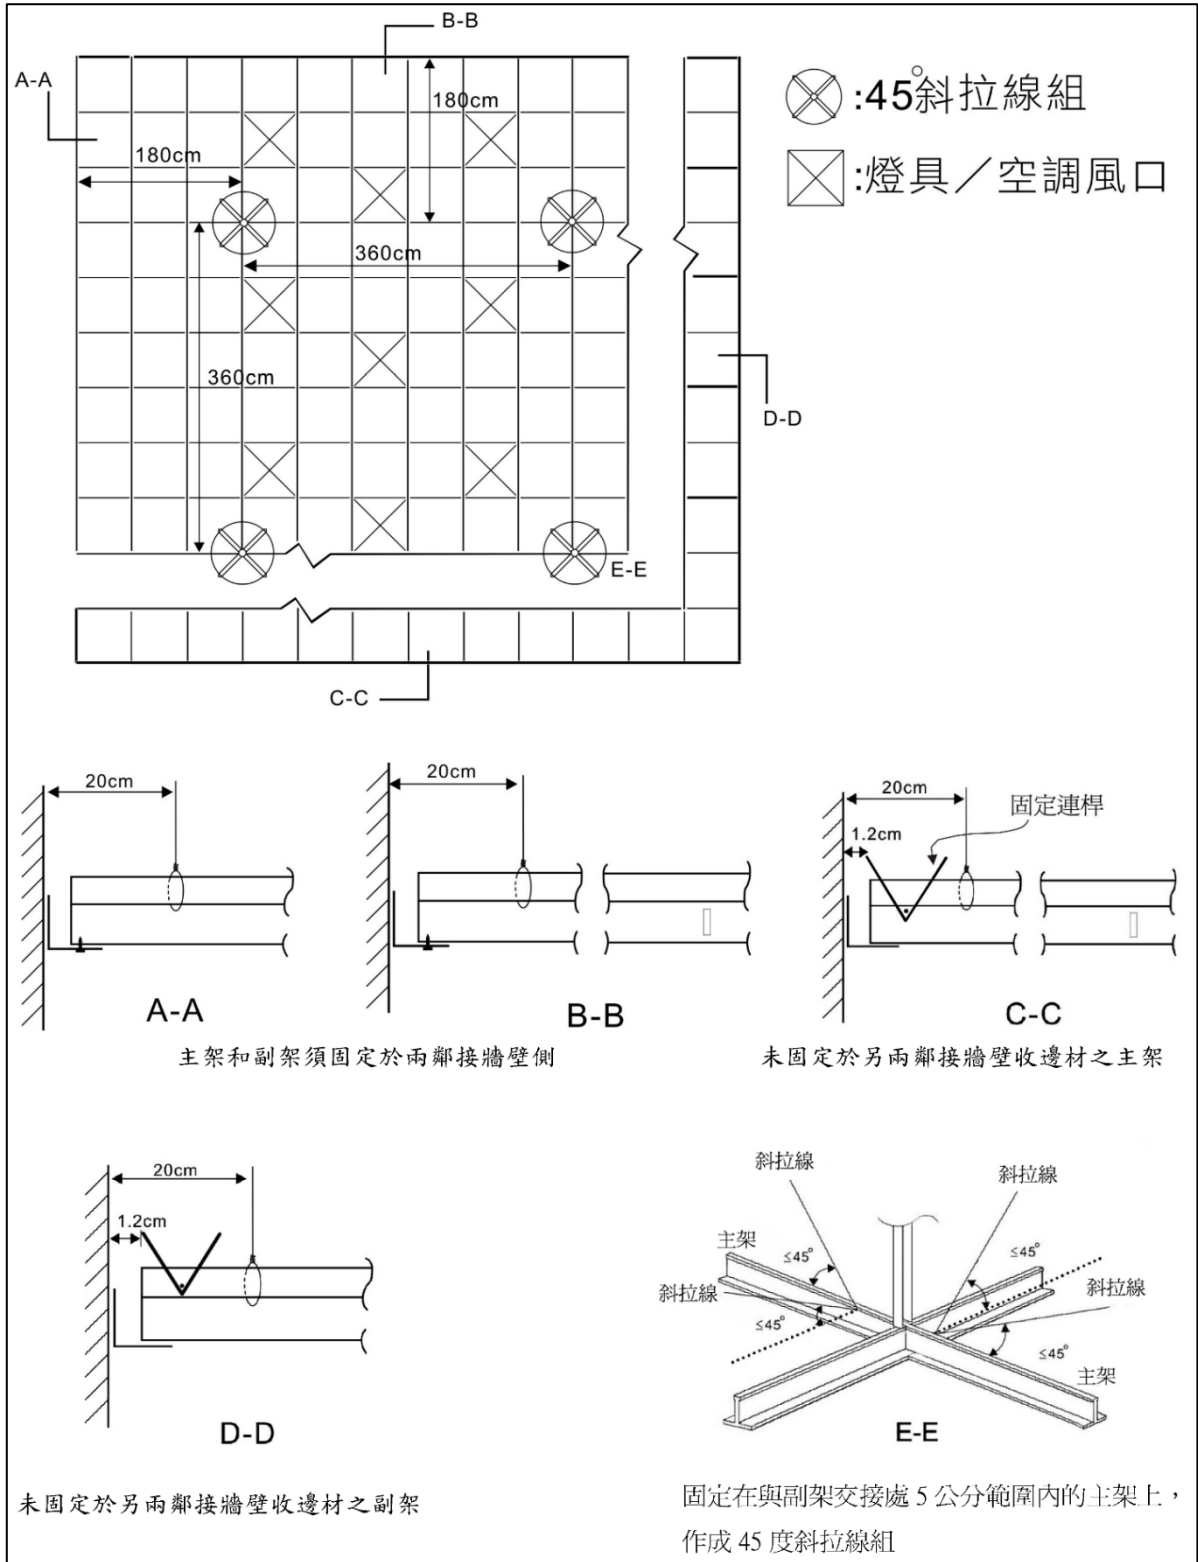 B-B
A-A
180cm
180cm
360cm
360cm
D-D
E-E
C-C
:45°斜拉線組
:燈具／空調風口
20cm
A-A
20cm
B-B
主架和副架須固定於兩鄰接牆壁側
20cm
固定連桿
1.2cm
C-C
未固定於另兩鄰接牆壁收邊材之主架
20cm
1.2cm
D-D
未固定於另兩鄰接牆壁收邊材之副架
斜拉線
斜拉線
主架
≤45°
≤45°
斜拉線
斜拉線
≤45°
≤45°
主架
E-E
固定在與副架交接處 5 公分範圍內的主架上，
作成 45 度斜拉線組